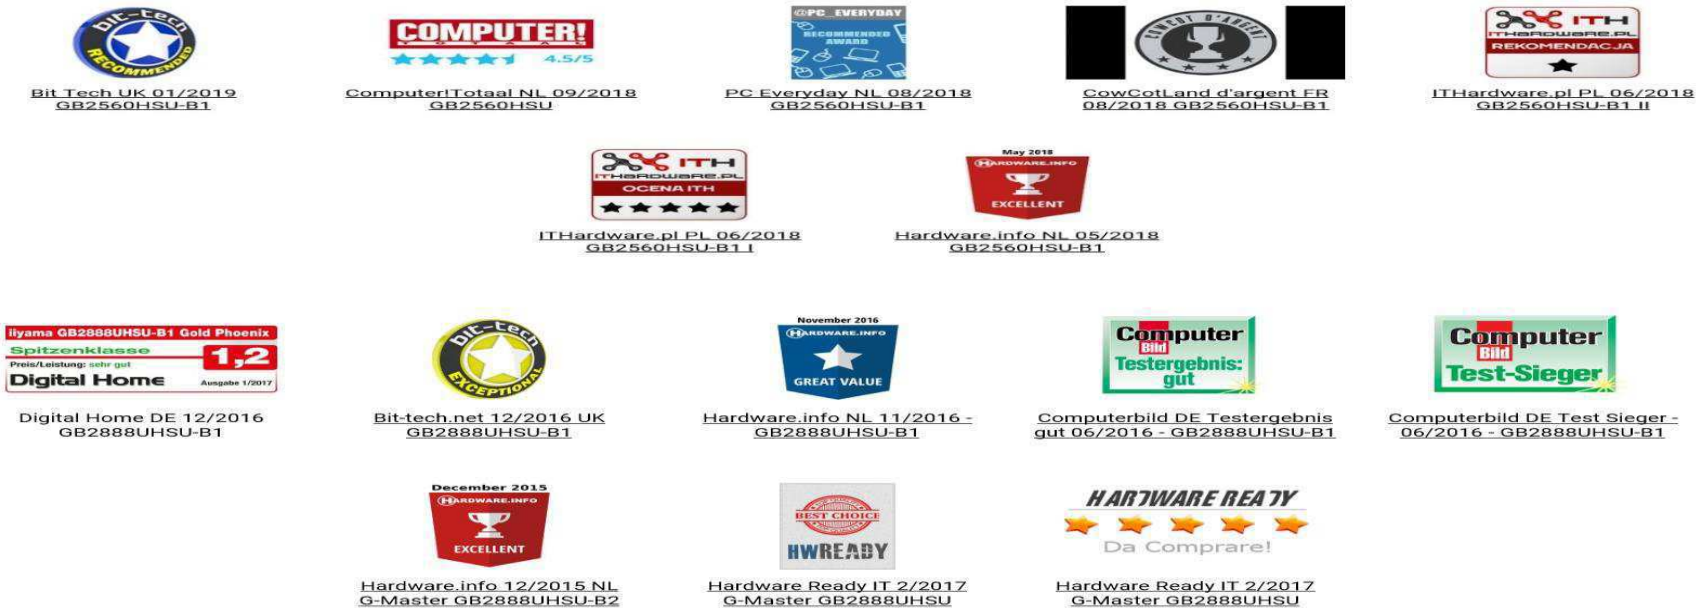 bit-tech
RECOMMENDED
Bit Tech UK 01/2019
GB2560HSU-B1
COMPUTER!
TOTAAL
4.5/5
Computer!Totaal NL 09/2018
GB2560HSU
@PC_EVERYDAY
RECOMMENDED
AWARD
PC Everyday NL 08/2018
GB2560HSU-B1
COWCOT D'ARGENT
CowCotLand d'argent FR
08/2018 GB2560HSU-B1
ITH
ITHARDWARE.PL
REKOMENDACJA
ITHardware.pl PL 06/2018
GB2560HSU-B1 II
ITH
ITHARDWARE.PL
OCENA ITH
ITHardware.pl PL 06/2018
GB2560HSU-B1 I
May 2018
HARDWARE.INFO
EXCELLENT
Hardware.info NL 05/2018
GB2560HSU-B1
iiyama GB2888UHSU-B1 Gold Phoenix
Spitzenklasse
1,2
Preis/Leistung: sehr gut
Digital Home
Ausgabe 1/2017
Digital Home DE 12/2016
GB2888UHSU-B1
bit-tech
EXCEPTIONAL
Bit-tech.net 12/2016 UK
GB2888UHSU-B1
November 2016
HARDWARE.INFO
GREAT VALUE
Hardware.info NL 11/2016 -
GB2888UHSU-B1
Computer
Bild
Testergebnis:
gut
Computerbild DE Testergebnis
gut 06/2016 - GB2888UHSU-B1
Computer
Bild
Test-Sieger
Computerbild DE Test Sieger -
06/2016 - GB2888UHSU-B1
December 2015
HARDWARE.INFO
EXCELLENT
Hardware.info 12/2015 NL
G-Master GB2888UHSU-B2
BEST CHOICE
HWREADY
Hardware Ready IT 2/2017
G-Master GB2888UHSU
HARDWARE READY
Da Comprare!
Hardware Ready IT 2/2017
G-Master GB2888UHSU